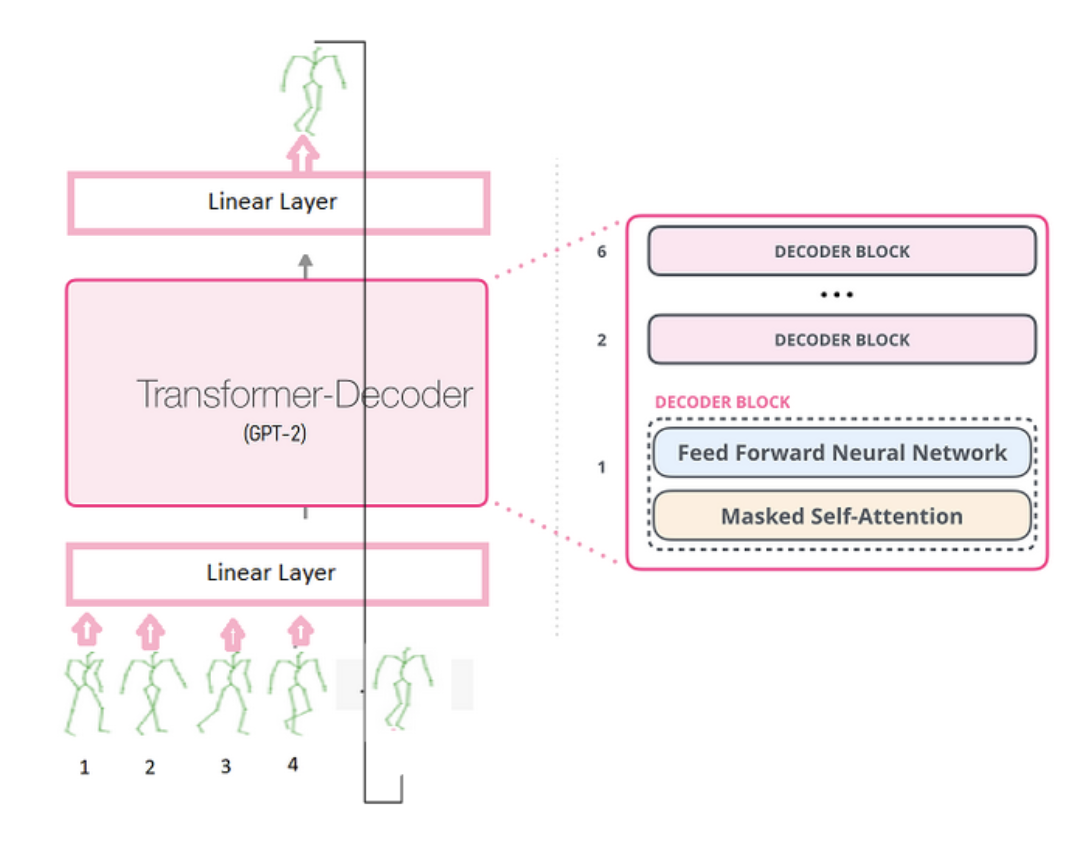 Linear Layer
Transformer-Decoder
(GPT-2)
Linear Layer
1 2 3 4
6 DECODER BLOCK
...
2 DECODER BLOCK
DECODER BLOCK
1
Feed Forward Neural Network
Masked Self-Attention